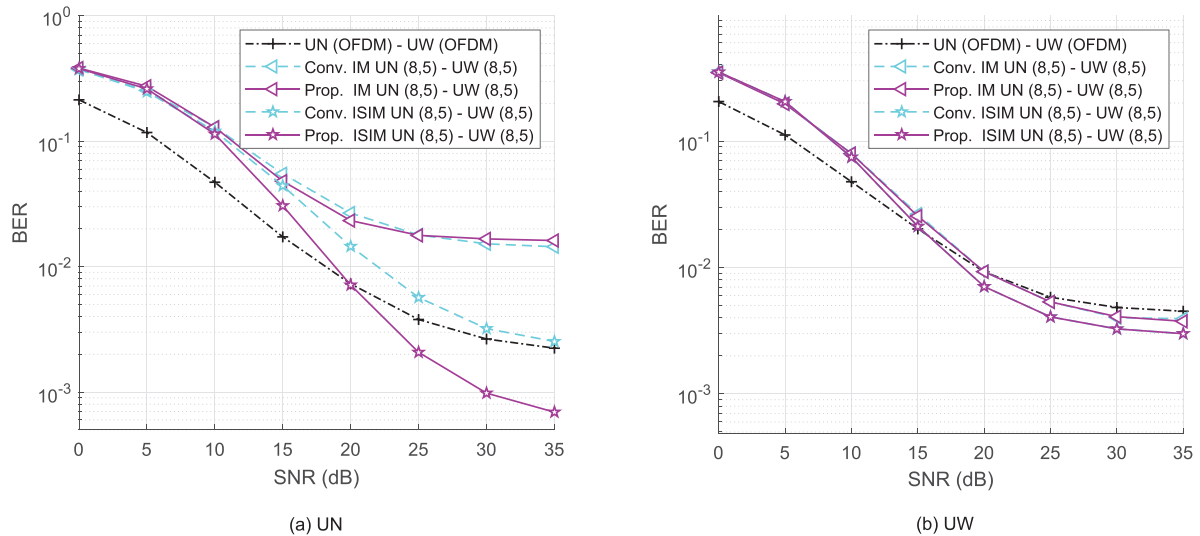 10^0
10^-1
10^-2
10^-3
BER
UN (OFDM) - UW (OFDM)
Conv. IM UN (8,5) - UW (8,5)
Prop. IM UN (8,5) - UW (8,5)
Conv. ISIM UN (8,5) - UW (8,5)
Prop. ISIM UN (8,5) - UW (8,5)
0 5 10 15 20 25 30 35
SNR (dB)
(a) UN
10^-1
10^-2
10^-3
BER
UN (OFDM) - UW (OFDM)
Conv. IM UN (8,5) - UW (8,5)
Prop. IM UN (8,5) - UW (8,5)
Conv. ISIM UN (8,5) - UW (8,5)
Prop. ISIM UN (8,5) - UW (8,5)
0 5 10 15 20 25 30 35
SNR (dB)
(b) UW